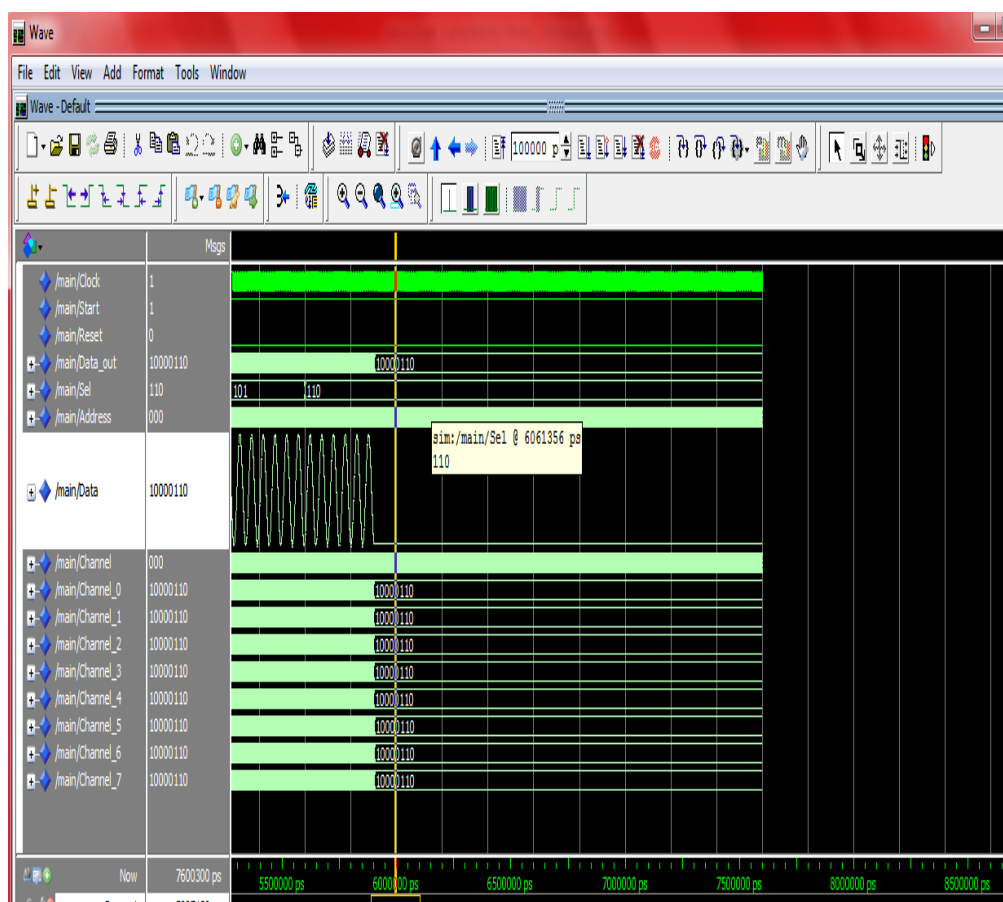 Wave
File Edit View Add Format Tools Window
Wave - Default
100000 p
Msgs
/main/Clock 1
/main/Start 1
/main/Reset 0
/main/Data_out 10000110 10000110
/main/Sel 110 101 110
/main/Address 000
sim:/main/Sel @ 6061356 ps
110
/main/Data 10000110
/main/Channel 000
/main/Channel_0 10000110 10000110
/main/Channel_1 10000110 10000110
/main/Channel_2 10000110 10000110
/main/Channel_3 10000110 10000110
/main/Channel_4 10000110 10000110
/main/Channel_5 10000110 10000110
/main/Channel_6 10000110 10000110
/main/Channel_7 10000110 10000110
Now 7600300 ps 5500000 ps 6000000 ps 6500000 ps 7000000 ps 7500000 ps 8000000 ps 8500000 ps